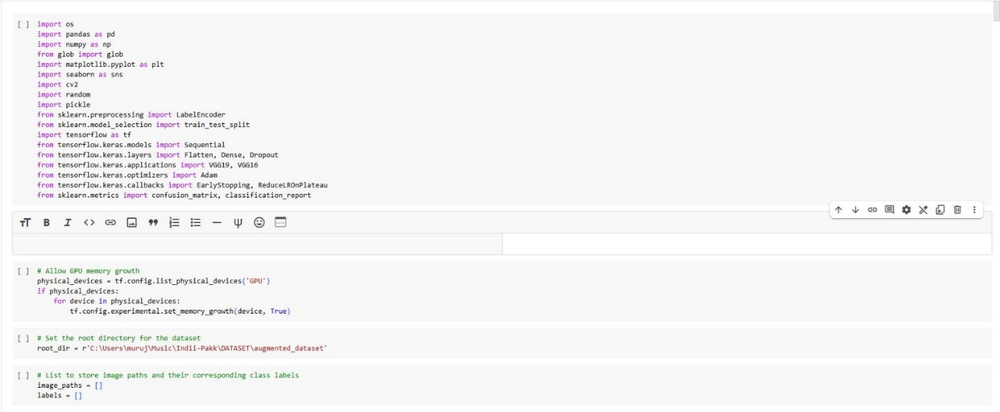 [ ] import os
import pandas as pd
import numpy as np
from glob import glob
import matplotlib.pyplot as plt
import seaborn as sns
import cv2
import random
import pickle
from sklearn.preprocessing import LabelEncoder
from sklearn.model_selection import train_test_split
import tensorflow as tf
from tensorflow.keras.models import Sequential
from tensorflow.keras.layers import Flatten, Dense, Dropout
from tensorflow.keras.applications import VGG19, VGG16
from tensorflow.keras.optimizers import Adam
from tensorflow.keras.callbacks import EarlyStopping, ReduceLROnPlateau
from sklearn.metrics import confusion_matrix, classification_report
[ ] # Allow GPU memory growth
physical_devices = tf.config.list_physical_devices('GPU')
if physical_devices:
    for device in physical_devices:
        tf.config.experimental.set_memory_growth(device, True)
[ ] # Set the root directory for the dataset
root_dir = r'C:\Users\muruj\Music\Indii-Pakk\DATASET\augmented_dataset'
[ ] # List to store image paths and their corresponding class labels
image_paths = []
labels = []